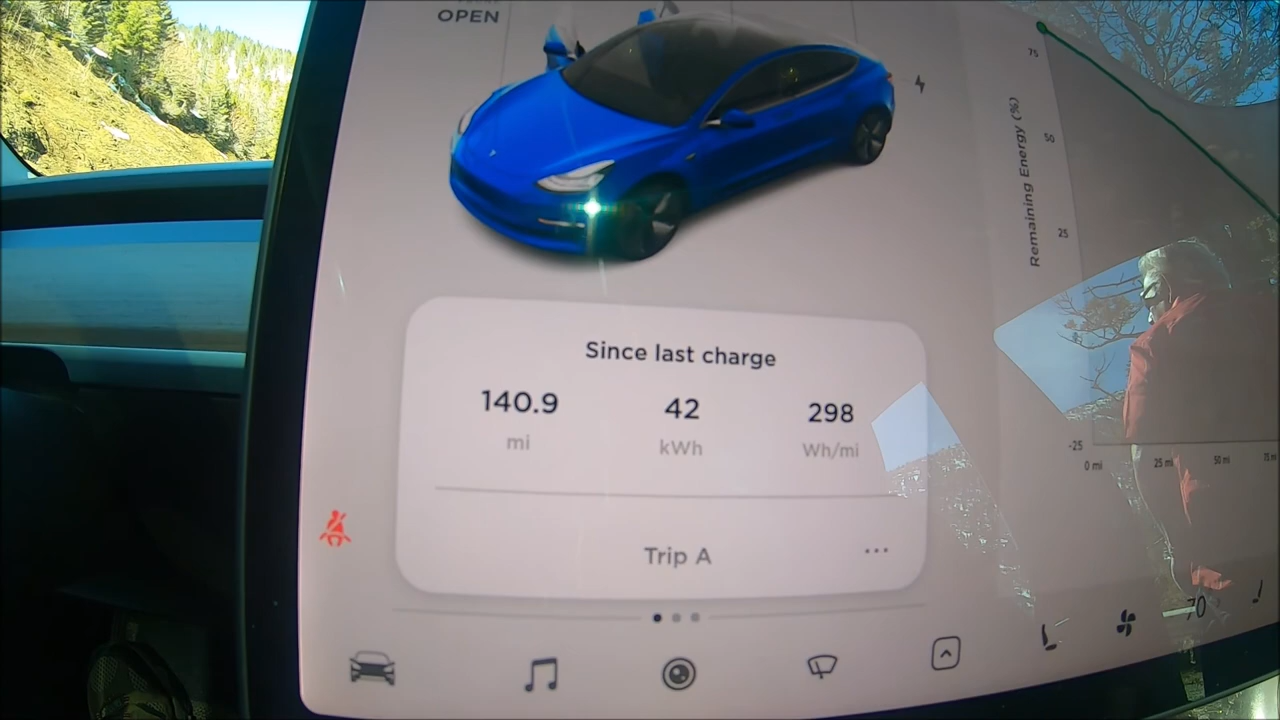 OPEN
75
50
25
-25
Remaining Energy (%)
0 mi 25 mi 50 mi
Since last charge
140.9 42 298
mi kWh Wh/mi
Trip A ...
70